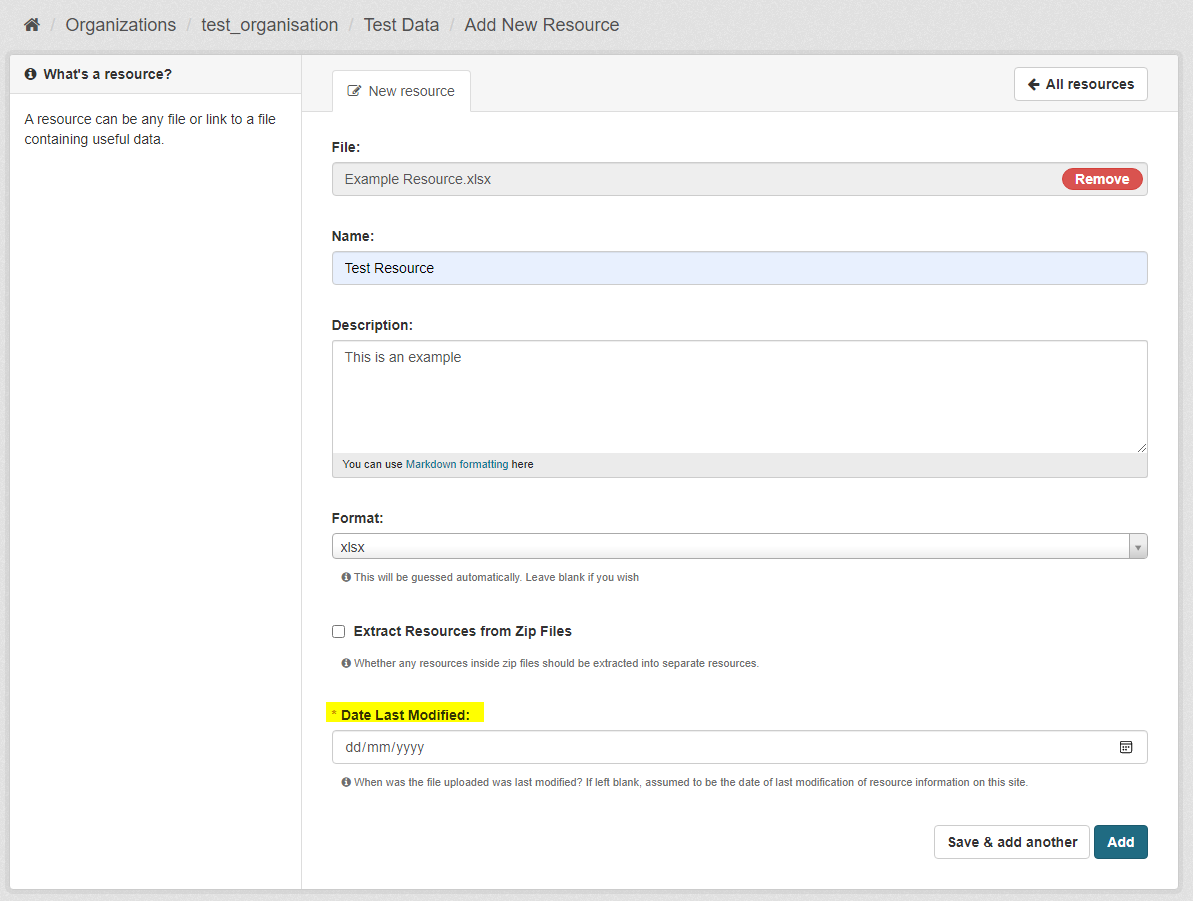 / Organizations / test_organisation / Test Data / Add New Resource
What's a resource?
A resource can be any file or link to a file
containing useful data.
New resource
All resources
File:
Example Resource.xlsx
Remove
Name:
Test Resource
Description:
This is an example
You can use Markdown formatting here
Format:
xlsx
This will be guessed automatically. Leave blank if you wish
Extract Resources from Zip Files
Whether any resources inside zip files should be extracted into separate resources.
* Date Last Modified:
dd/mm/yyyy
When was the file uploaded was last modified? If left blank, assumed to be the date of last modification of resource information on this site.
Save & add another
Add